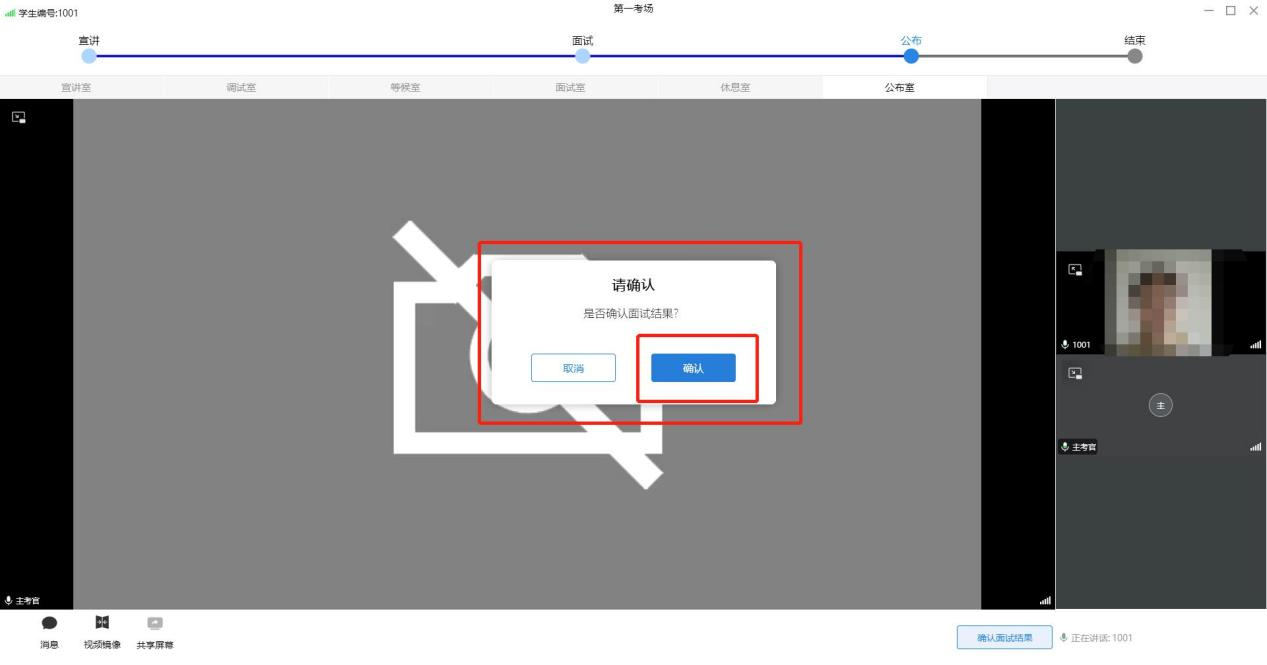 学生编号:1001
第一考场
宣讲
面试
公布
结束
宣讲室
调试室
等候室
面试室
休息室
公布室
请确认
是否确认面试结果?
取消
确认
1001
主
主考官
主考官
消息
视频镜像
共享屏幕
确认面试结果
正在讲话: 1001